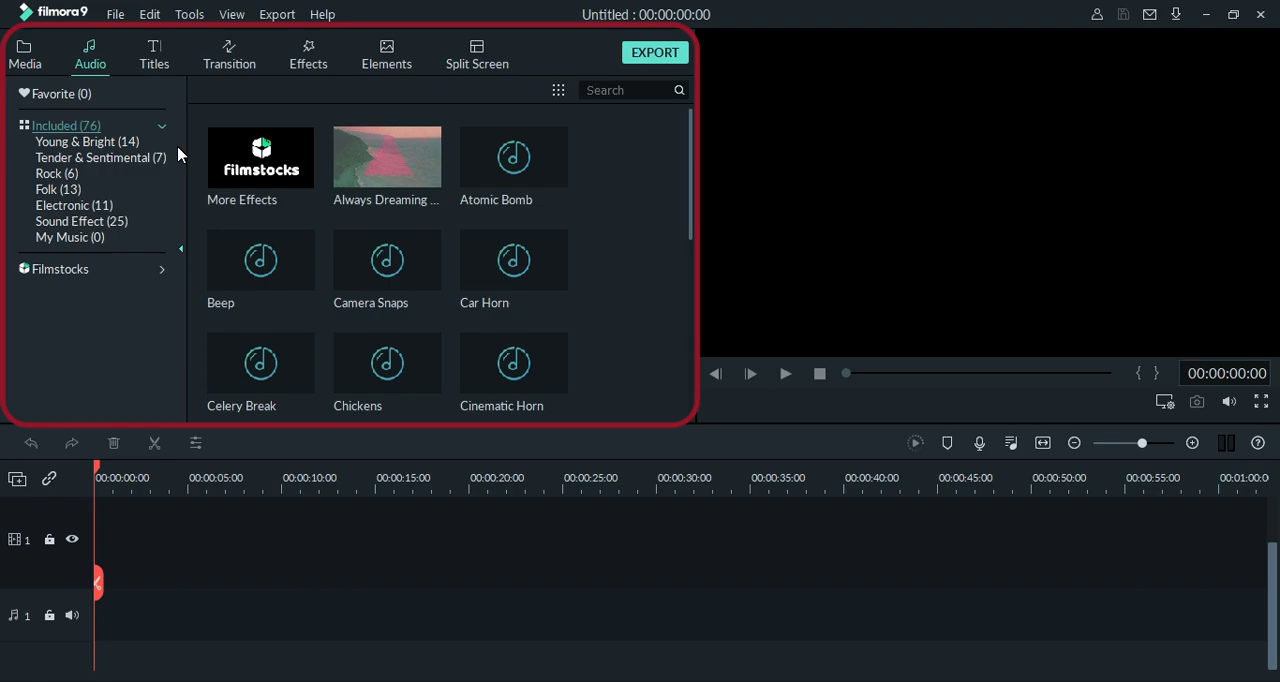 filmora9 File Edit Tools View Export Help Untitled : 00:00:00:00
Media Audio Titles Transition Effects Elements Split Screen EXPORT
Favorite (0)
Search
Included (76)
Young & Bright (14)
Tender & Sentimental (7)
Rock (6)
Folk (13)
Electronic (11)
Sound Effect (25)
My Music (0)
Filmstocks
filmstocks
More Effects Always Dreaming ... Atomic Bomb
Beep Camera Snaps Car Horn
Celery Break Chickens Cinematic Horn
{ } 00:00:00:00
00:00:00:00 00:00:05:00 00:00:10:00 00:00:15:00 00:00:20:00 00:00:25:00 00:00:30:00 00:00:35:00 00:00:40:00 00:00:45:00 00:00:50:00 00:00:55:00 00:01:00:0
1
1